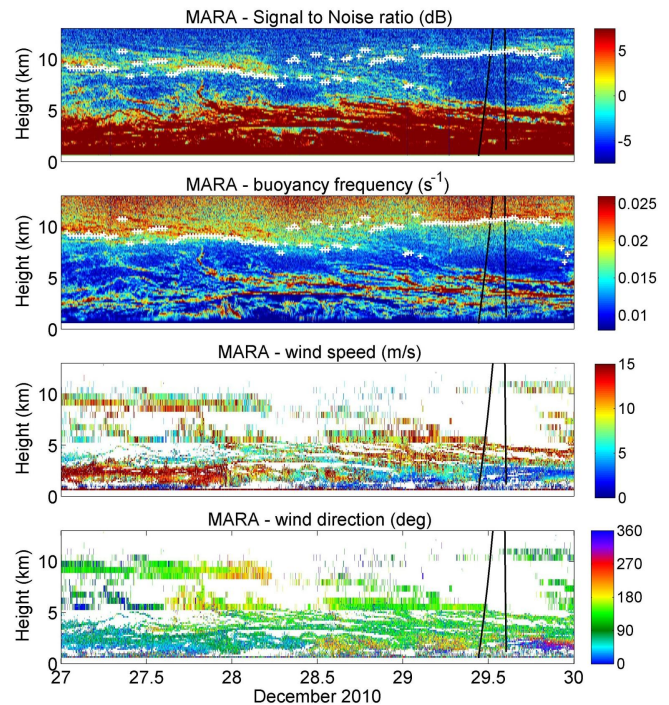 MARA - Signal to Noise ratio (dB)
Height (km)
10
5
0
5
0
-5
MARA - buoyancy frequency (s-1)
Height (km)
10
5
0
0.025
0.02
0.015
0.01
MARA - wind speed (m/s)
Height (km)
10
5
0
15
10
5
0
MARA - wind direction (deg)
Height (km)
10
5
0
360
270
180
90
0
27 27.5 28 28.5 29 29.5 30
December 2010